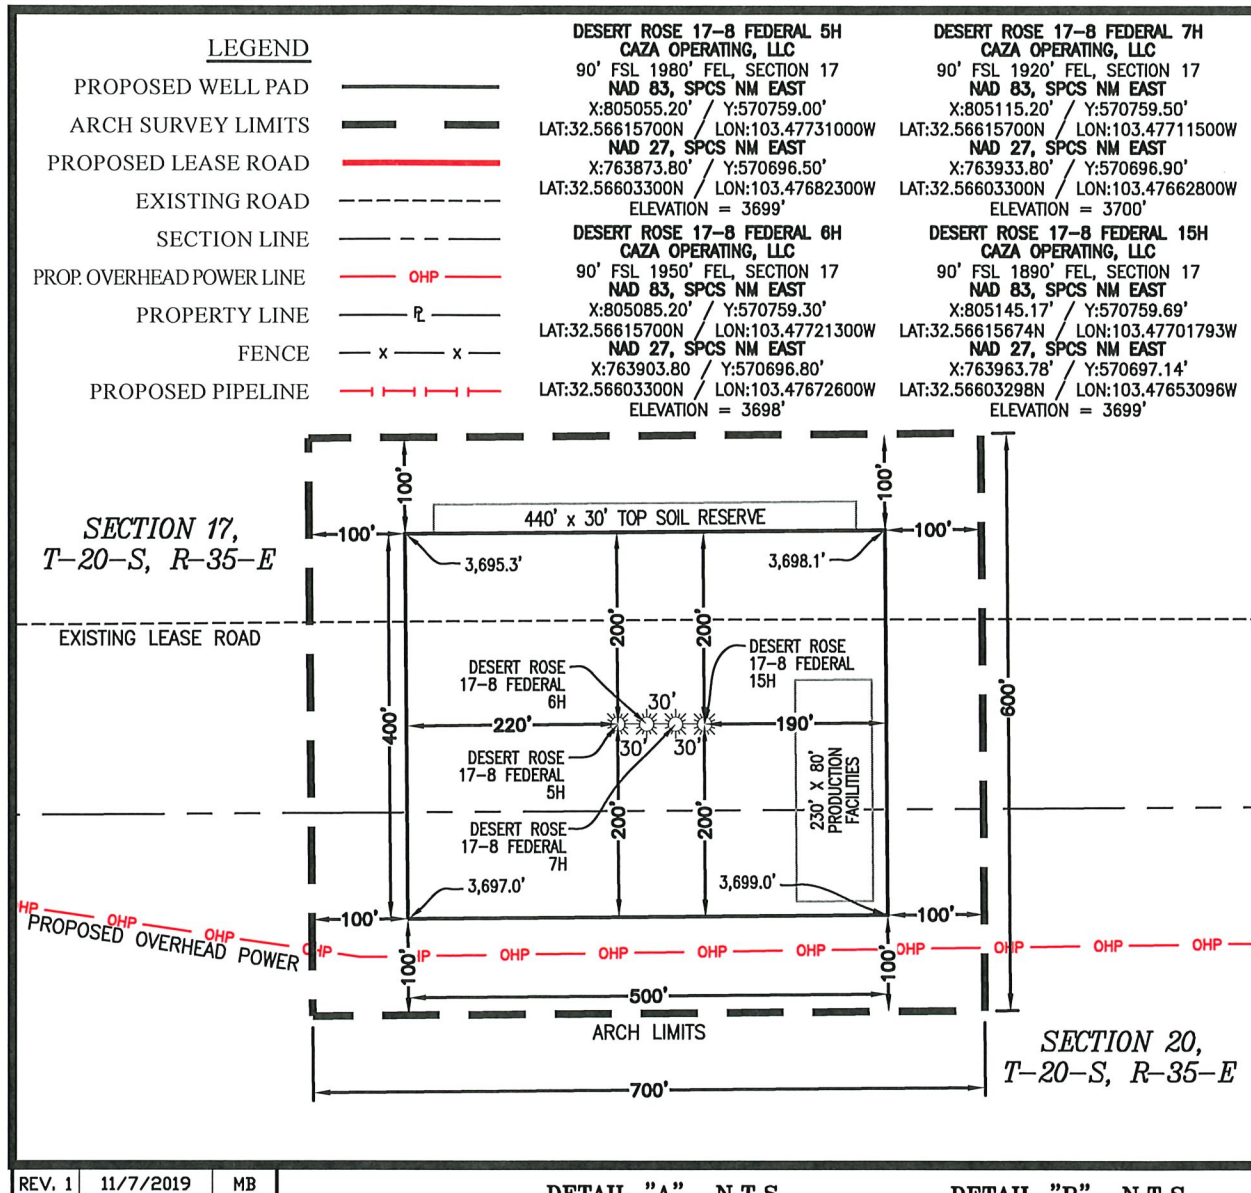 LEGEND
PROPOSED WELL PAD
ARCH SURVEY LIMITS
PROPOSED LEASE ROAD
EXISTING ROAD
SECTION LINE
PROP. OVERHEAD POWER LINE OHP
PROPERTY LINE PL
FENCE X X
PROPOSED PIPELINE
DESERT ROSE 17-8 FEDERAL 5H
CAZA OPERATING, LLC
90' FSL 1980' FEL, SECTION 17
NAD 83, SPCS NM EAST
X:805055.20' / Y:570759.00'
LAT:32.56615700N / LON:103.47731000W
NAD 27, SPCS NM EAST
X:763873.80' / Y:570696.50'
LAT:32.56603300N / LON:103.47682300W
ELEVATION = 3699'
DESERT ROSE 17-8 FEDERAL 7H
CAZA OPERATING, LLC
90' FSL 1920' FEL, SECTION 17
NAD 83, SPCS NM EAST
X:805115.20' / Y:570759.50'
LAT:32.56615700N / LON:103.47711500W
NAD 27, SPCS NM EAST
X:763933.80' / Y:570696.90'
LAT:32.56603300N / LON:103.47662800W
ELEVATION = 3700'
DESERT ROSE 17-8 FEDERAL 6H
CAZA OPERATING, LLC
90' FSL 1950' FEL, SECTION 17
NAD 83, SPCS NM EAST
X:805085.20' / Y:570759.30'
LAT:32.56615700N / LON:103.47721300W
NAD 27, SPCS NM EAST
X:763903.80 / Y:570696.80'
LAT:32.56603300N / LON:103.47672600W
ELEVATION = 3698'
DESERT ROSE 17-8 FEDERAL 15H
CAZA OPERATING, LLC
90' FSL 1890' FEL, SECTION 17
NAD 83, SPCS NM EAST
X:805145.17' / Y:570759.69'
LAT:32.56615674N / LON:103.47701793W
NAD 27, SPCS NM EAST
X:763963.78' / Y:570697.14'
LAT:32.56603298N / LON:103.47653096W
ELEVATION = 3699'
100' 100'
SECTION 17,
T-20-S, R-35-E
440' x 30' TOP SOIL RESERVE
100' 100'
3,695.3' 3,698.1'
EXISTING LEASE ROAD
200' 200'
DESERT ROSE
17-8 FEDERAL
6H
DESERT ROSE
17-8 FEDERAL
15H
600'
400'
220' 30' 190'
30' 30'
DESERT ROSE
17-8 FEDERAL
5H
DESERT ROSE
17-8 FEDERAL
7H
200' 200'
230' X 80'
PRODUCTION
FACILITIES
3,697.0' 3,699.0'
100' 100'
HP OHP OHP OHP HP OHP OHP OHP OHP OHP OHP OHP OHP
PROPOSED OVERHEAD POWER
100' 100'
500'
ARCH LIMITS
SECTION 20,
T-20-S, R-35-E
700'
REV. 1 11/7/2019 MB
DETAIL "A" N.T.S. DETAIL "B" N.T.S.